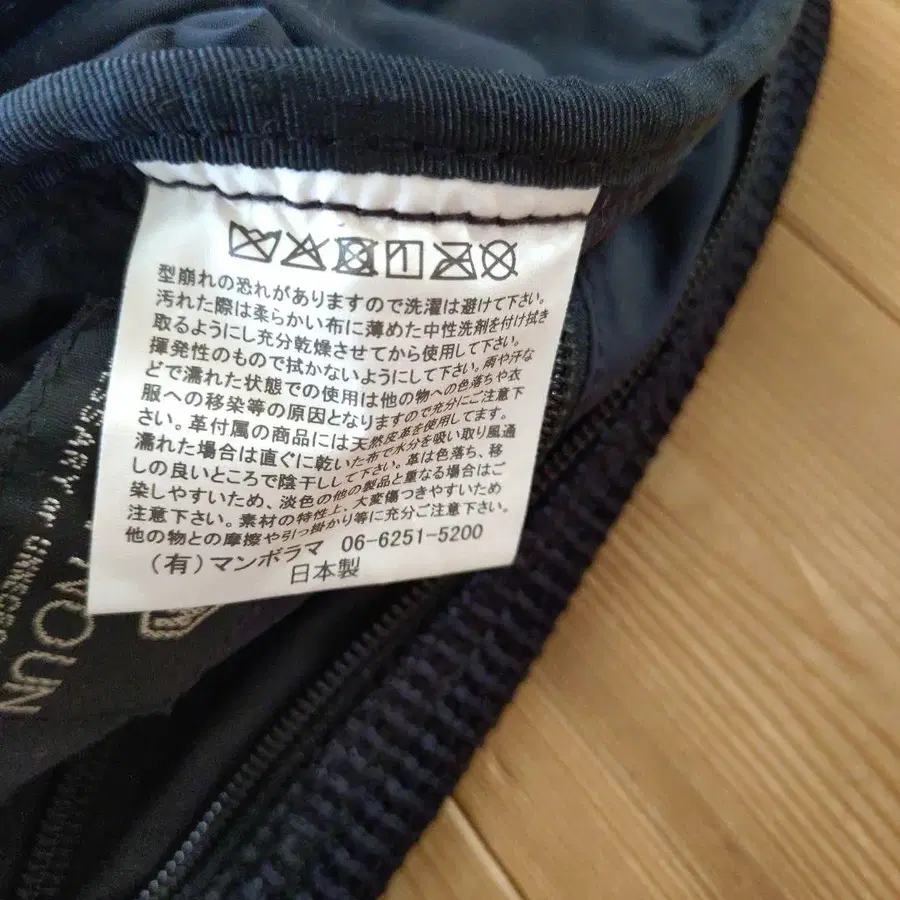 型崩れの恐れがありますので洗濯は避けて下さい。
汚れた際は柔らかい布に薄めた中性洗剤を付け拭き
取るようにし充分乾燥させてから使用して下さい。
揮発性のもので拭かないようにして下さい。雨や汗な
どで濡れた状態での使用は他の物への色落ちや衣
服への移染等の原因となりますので充分にご注意下
さい。革付属の商品には天然皮革を使用してます。
濡れた場合は直ぐに乾いた布で水分を吸い取り風通
しの良いところで陰干しして下さい。革は色落ち、移
染しやすいため、淡色の他の製品と重なる場合はご
注意下さい。素材の特性上、大変傷つきやすいため
他の物との摩擦や引っ掛かり等に充分ご注意下さい。
(有)マンボラマ 06-6251-5200
日本製
NOUN